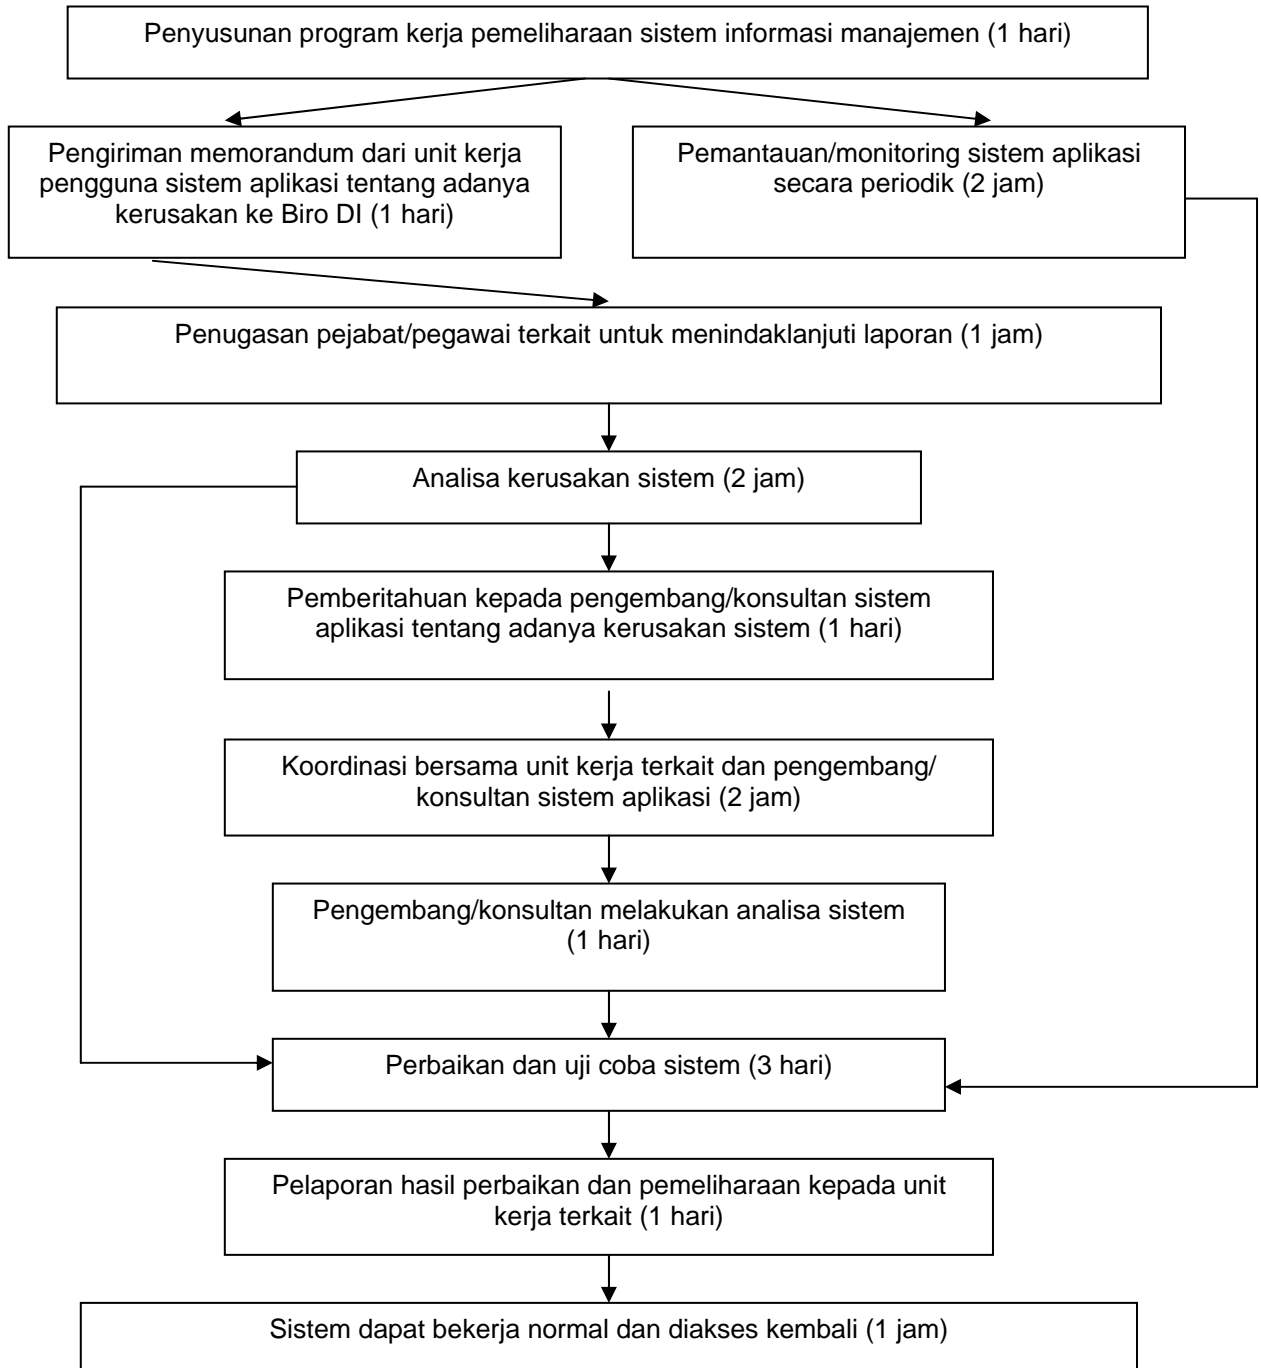 Penyusunan program kerja pemeliharaan sistem informasi manajemen (1 hari)
Pengiriman memorandum dari unit kerja
pengguna sistem aplikasi tentang adanya
kerusakan ke Biro DI (1 hari)
Pemantauan/monitoring sistem aplikasi
secara periodik (2 jam)
Penugasan pejabat/pegawai terkait untuk menindaklanjuti laporan (1 jam)
Analisa kerusakan sistem (2 jam)
Pemberitahuan kepada pengembang/konsultan sistem
aplikasi tentang adanya kerusakan sistem (1 hari)
Koordinasi bersama unit kerja terkait dan pengembang/
konsultan sistem aplikasi (2 jam)
Pengembang/konsultan melakukan analisa sistem
(1 hari)
Perbaikan dan uji coba sistem (3 hari)
Pelaporan hasil perbaikan dan pemeliharaan kepada unit
kerja terkait (1 hari)
Sistem dapat bekerja normal dan diakses kembali (1 jam)